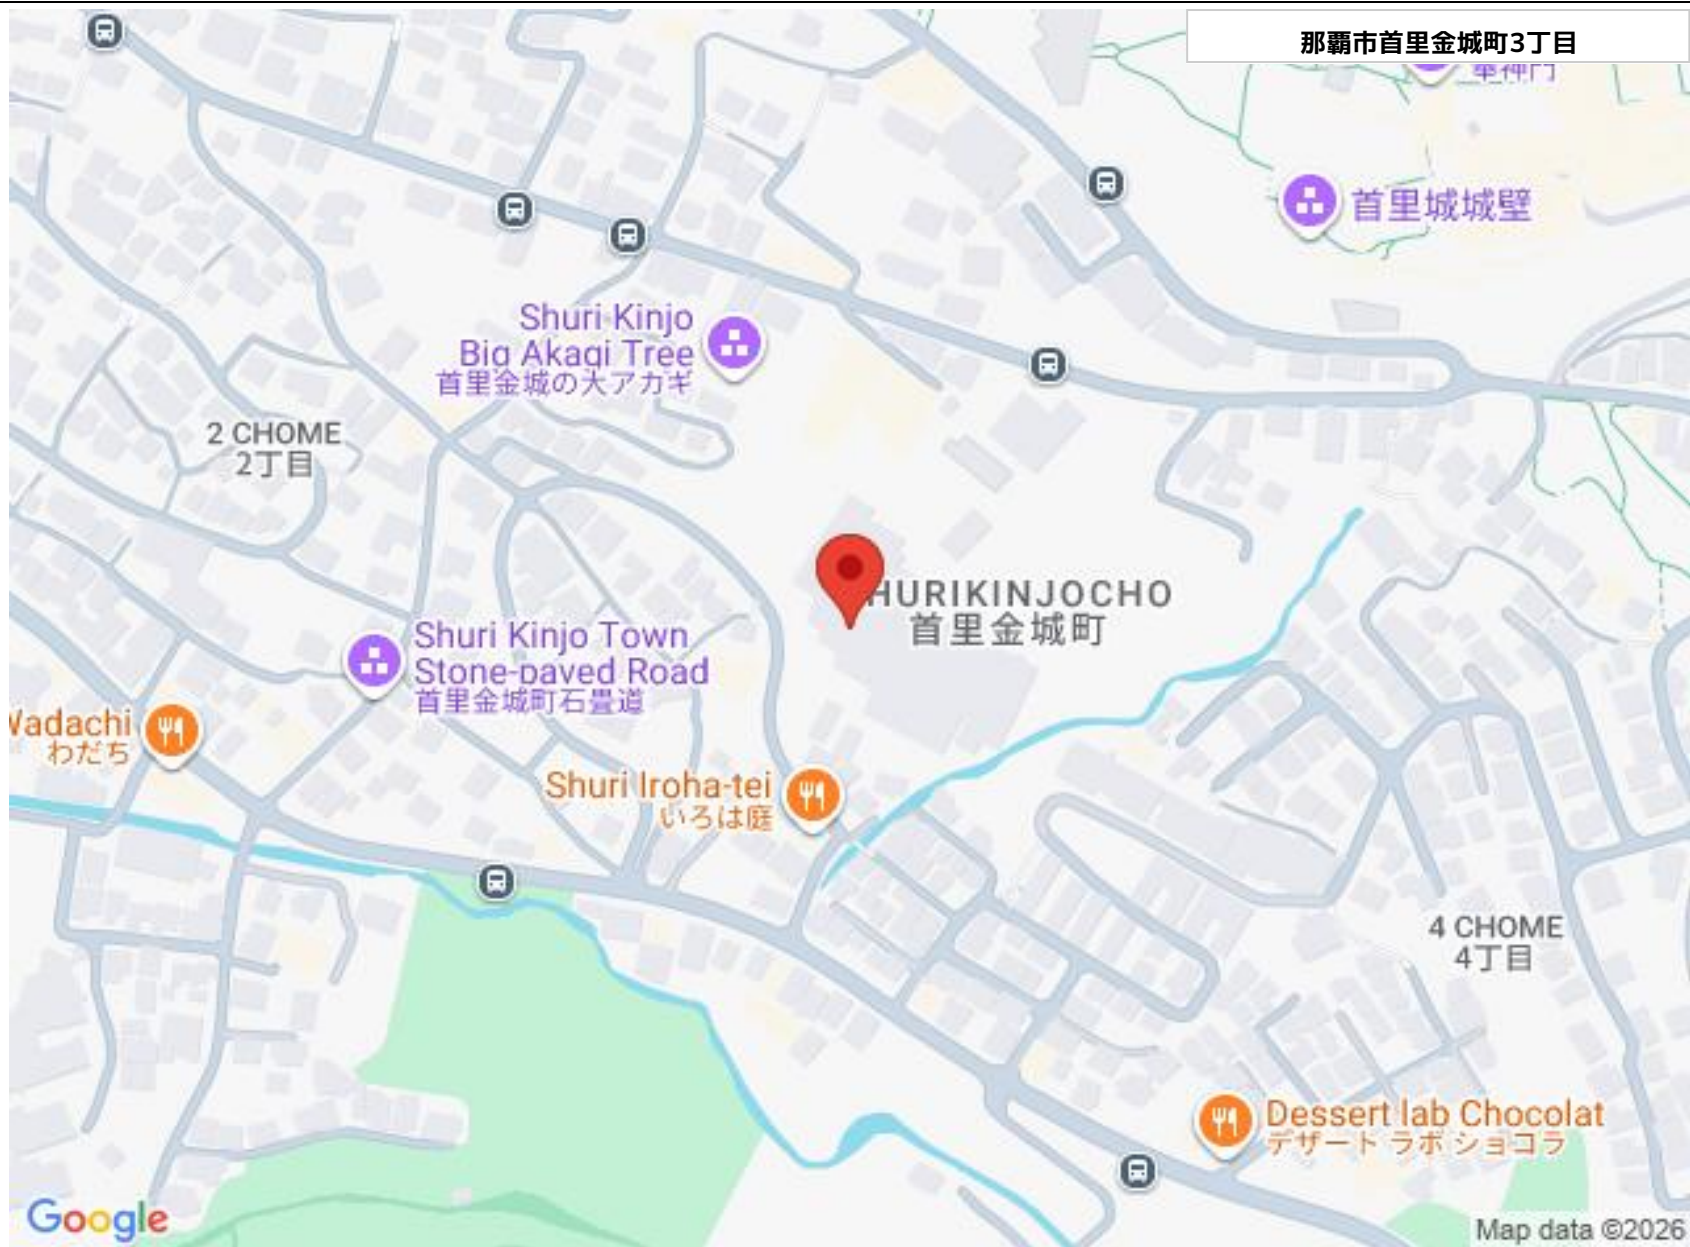 那覇市首里金城町3丁目
奉神門
首里城城壁
Shuri Kinjo
Big Akagi Tree
首里金城の大アカギ
2 CHOME
2丁目
HURIKINJOCHO
首里金城町
Shuri Kinjo Town
Stone-paved Road
首里金城町石畳道
Wadachi
わだち
Shuri Iroha-tei
いろは庭
4 CHOME
4丁目
Dessert lab Chocolat
デザート ラボ ショコラ
Google
Map data ©2026